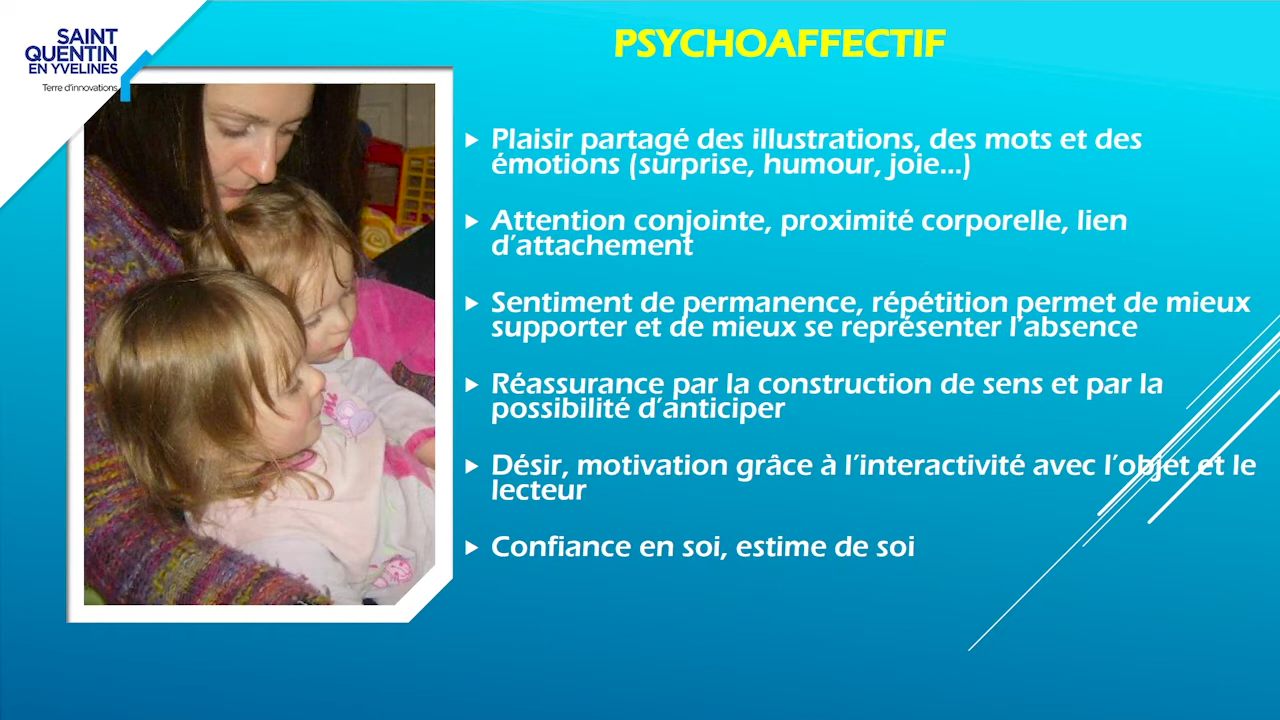 SAINT
QUENTIN
EN YVELINES
Terre d'innovations
PSYCHOAFFECTIF
Plaisir partagé des illustrations, des mots et des
émotions (surprise, humour, joie...)
Attention conjointe, proximité corporelle, lien
d'attachement
Sentiment de permanence, répétition permet de mieux
supporter et de mieux se représenter l'absence
Réassurance par la construction de sens et par la
possibilité d'anticiper
Désir, motivation grâce à l'interactivité avec l'objet et le
lecteur
Confiance en soi, estime de soi